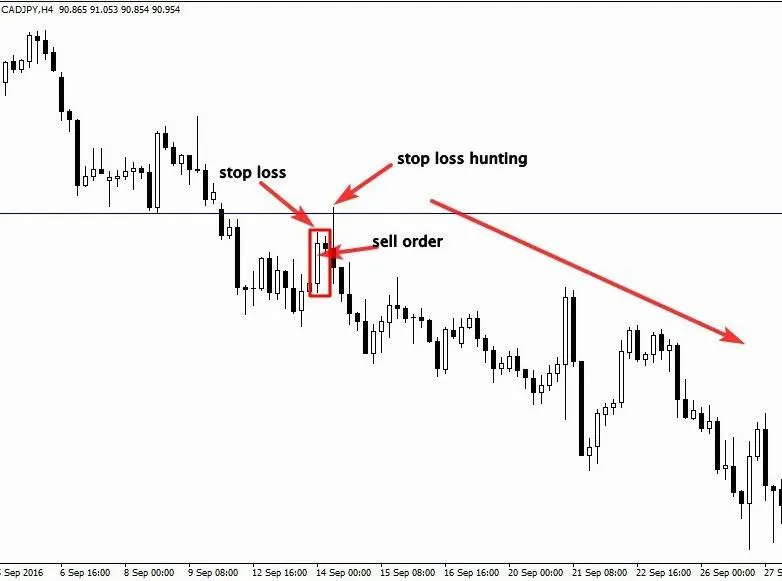 CADJPY,H4 90.865 91.053 90.854 90.954
stop loss hunting
stop loss
sell order
Sep 2016 6 Sep 16:00 8 Sep 00:00 9 Sep 08:00 12 Sep 16:00 14 Sep 00:00 15 Sep 08:00 16 Sep 16:00 20 Sep 00:00 21 Sep 08:00 22 Sep 16:00 26 Sep 00:00 27 S